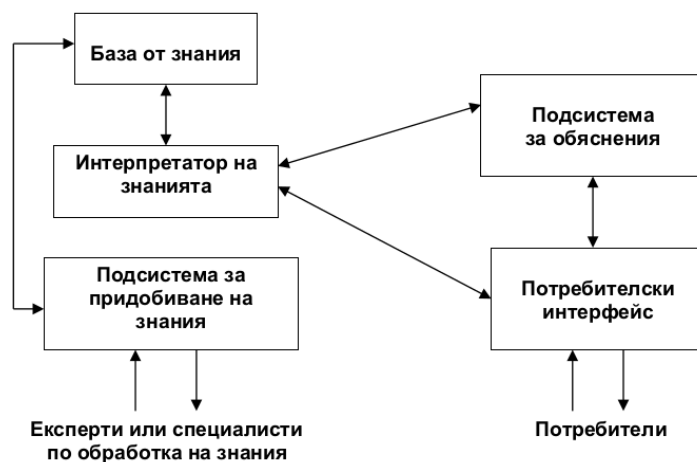 База от знания
Подсистема
за обяснения
Интерпретатор на
знанията
Подсистема за
придобиване на
знания
Потребителски
интерфейс
Експерти или специалисти
по обработка на знания
Потребители